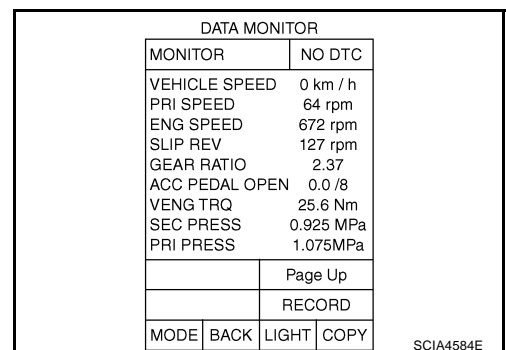 DATA MONITOR
MONITOR NO DTC
VEHICLE SPEED 0 km / h
PRI SPEED 64 rpm
ENG SPEED 672 rpm
SLIP REV 127 rpm
GEAR RATIO 2.37
ACC PEDAL OPEN 0.0 /8
VENG TRQ 25.6 Nm
SEC PRESS 0.925 MPa
PRI PRESS 1.075MPa
Page Up
RECORD
MODE BACK LIGHT COPY
SCIA4584E